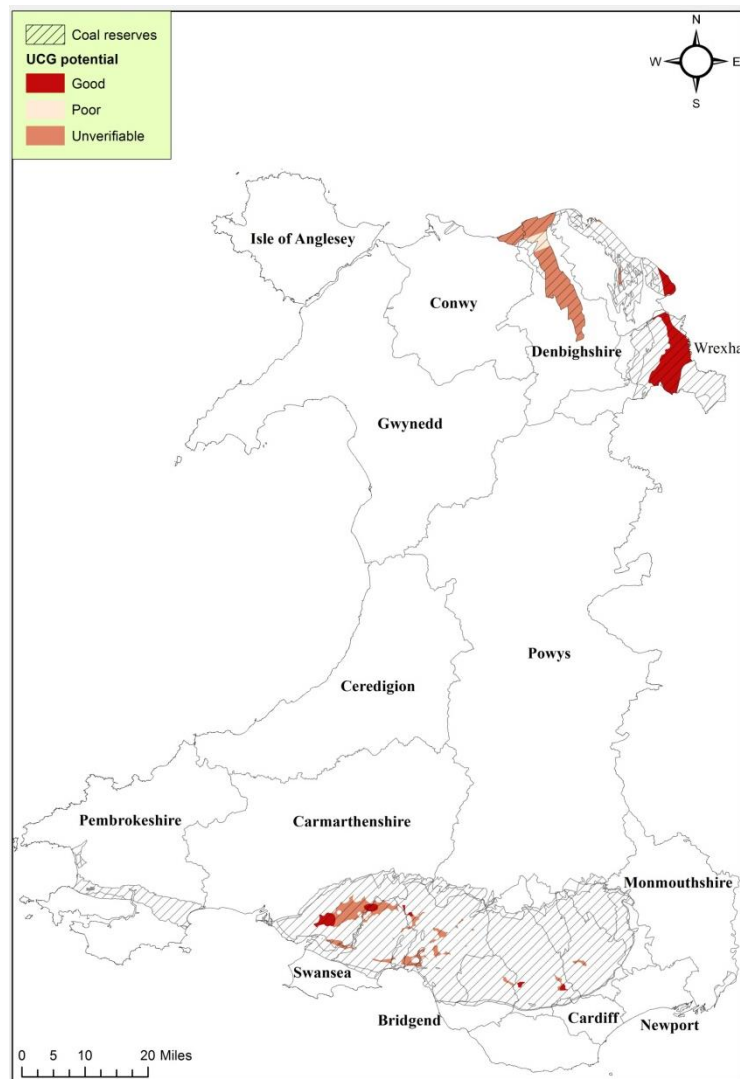 Coal reserves
UCG potential
Good
Poor
Unverifiable
N
W
E
S
Isle of Anglesey
Conwy
Denbighshire
Wrexha
Gwynedd
Powys
Ceredigion
Pembrokeshire
Carmarthenshire
Monmouthshire
Swansea
Cardiff
Bridgend
Newport
0 5 10 20 Miles